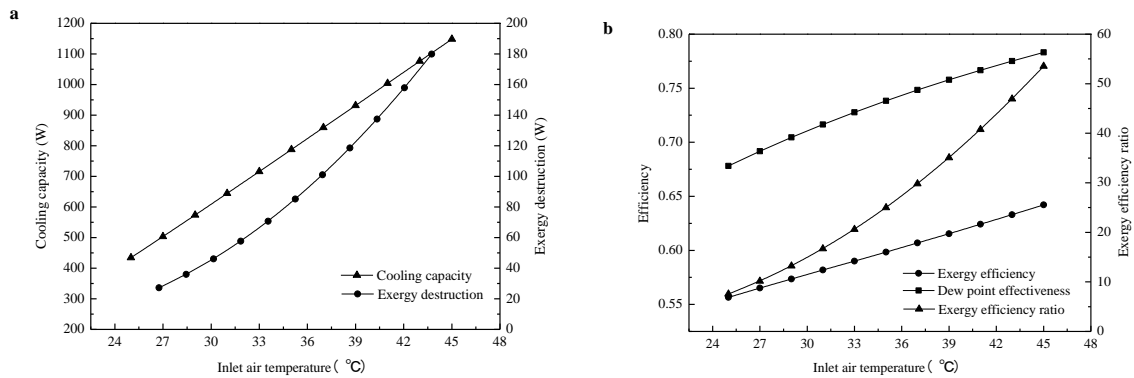 a
1200
1100
1000
900
800
700
600
500
400
300
200
Cooling capacity (W)
200
180
160
140
120
100
80
60
40
20
0
Exergy destruction (W)
Cooling capacity
Exergy destruction
24 27 30 33 36 39 42 45 48
Inlet air temperature( ℃)
b
0.80
0.75
0.70
0.65
0.60
0.55
Efficiency
60
50
40
30
20
10
0
Exergy efficiency ratio
Exergy efficiency
Dew point effectiveness
Exergy efficiency ratio
24 27 30 33 36 39 42 45 48
Inlet air temperature( ℃)